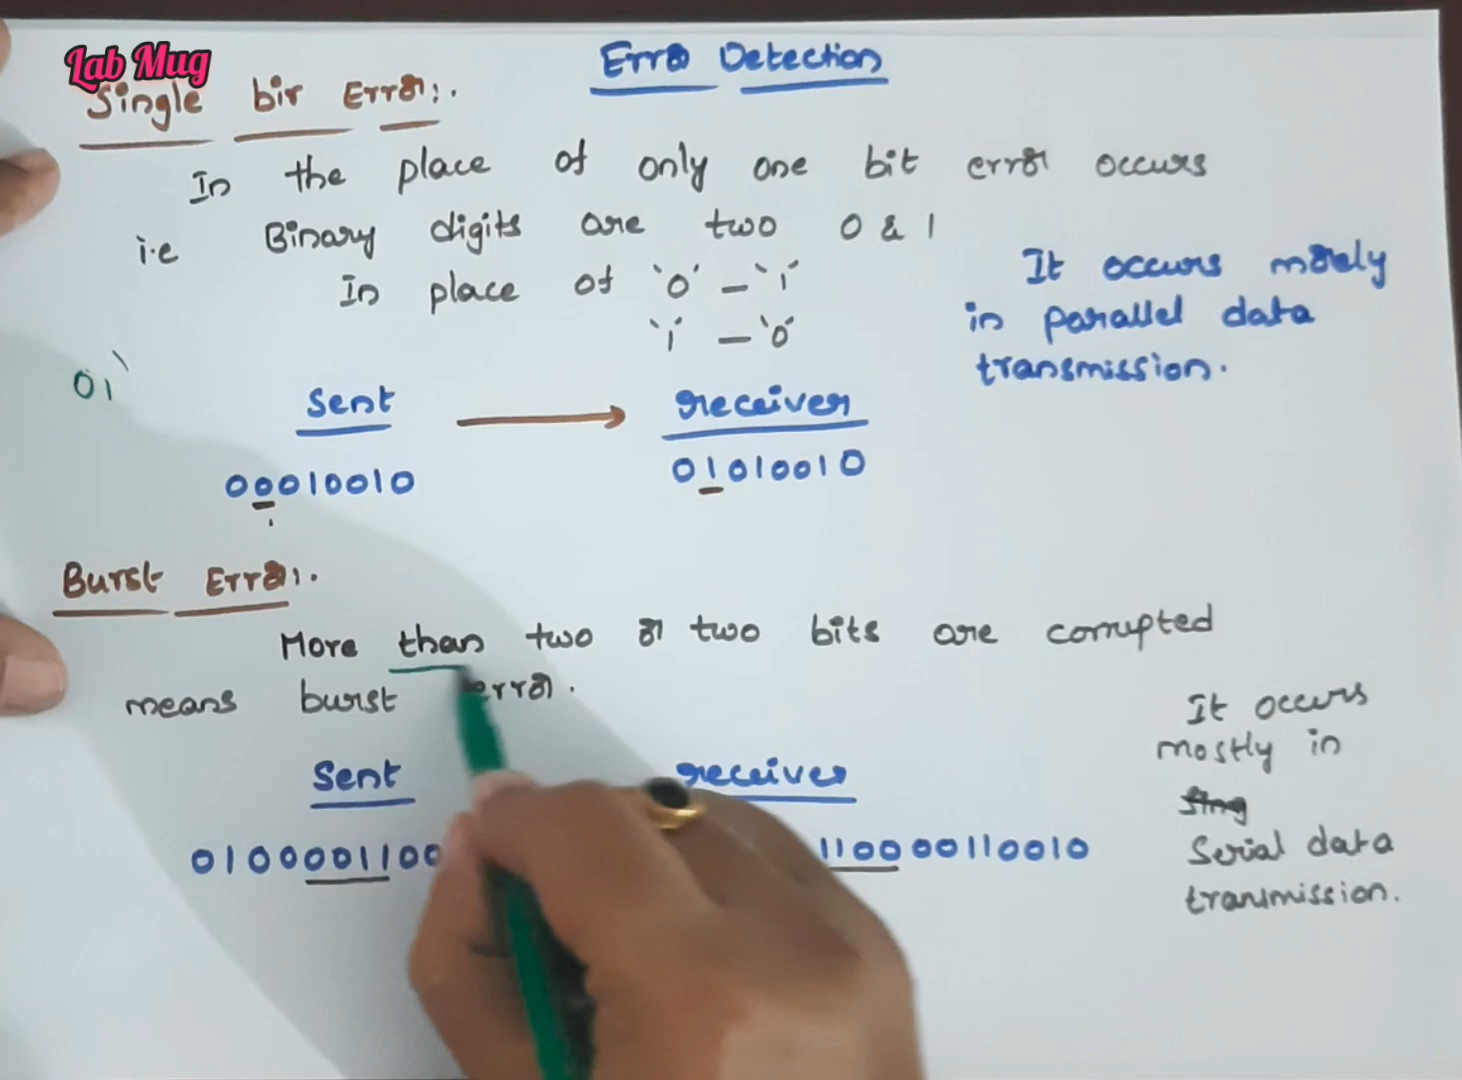 Lab Mug
Error Detection
Single bir Error:.
In the place of only one bit error occurs
i.e Binary digits are two 0 & 1
In place of '0' - '1'
'1' - '0'
It occurs morely
in parallel data
transmission.
01
Sent receiver
00010010 01010010
Burst Error:.
More than two or two bits are corrupted
means burst error.
Sent receiver
0100001100 11000011 0010
It occurs
mostly in
Serial data
transmission.